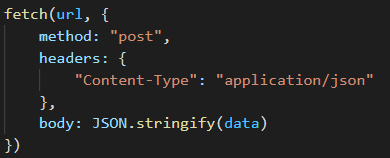 fetch(url, {
    method: "post",
    headers: {
        "Content-Type": "application/json"
    },
    body: JSON.stringify(data)
})